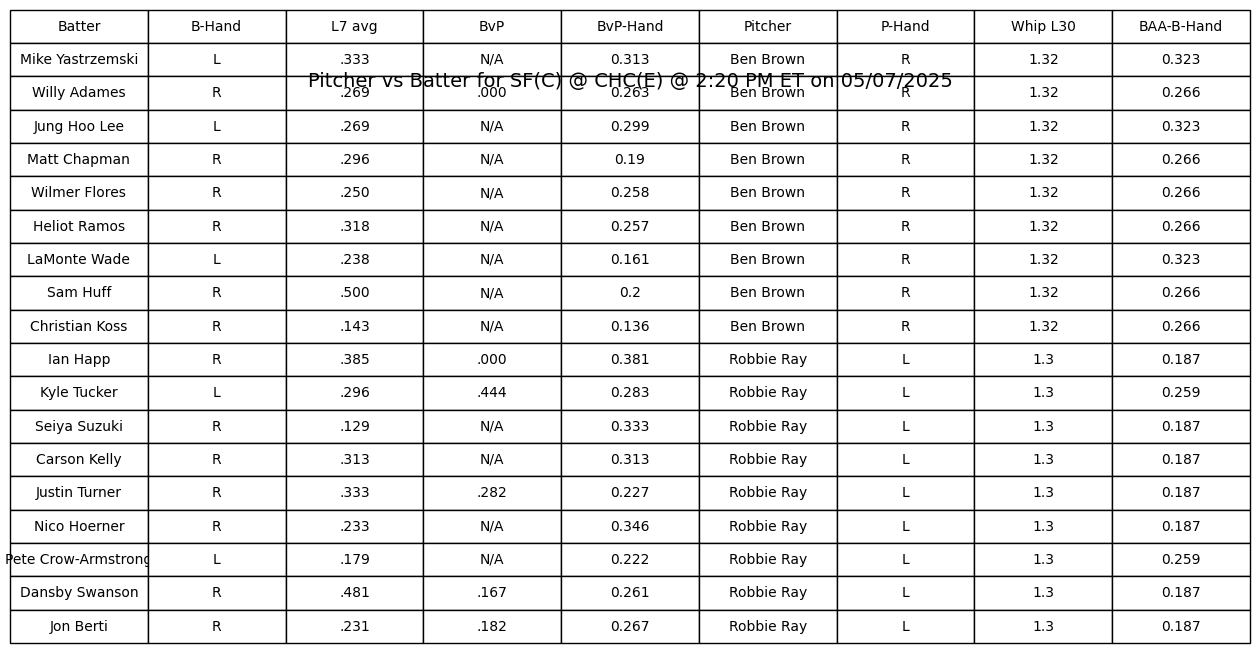 Batter B-Hand L7 avg BvP BvP-Hand Pitcher P-Hand Whip L30 BAA-B-Hand
Mike Yastrzemski L .333 N/A 0.313 Ben Brown R 1.32 0.323
Pitcher vs Batter for SF(C) @ CHC(E) @ 2:20 PM ET on 05/07/2025
Willy Adames R .269 .000 0.263 Ben Brown R 1.32 0.266
Jung Hoo Lee L .269 N/A 0.299 Ben Brown R 1.32 0.323
Matt Chapman R .296 N/A 0.19 Ben Brown R 1.32 0.266
Wilmer Flores R .250 N/A 0.258 Ben Brown R 1.32 0.266
Heliot Ramos R .318 N/A 0.257 Ben Brown R 1.32 0.266
LaMonte Wade L .238 N/A 0.161 Ben Brown R 1.32 0.323
Sam Huff R .500 N/A 0.2 Ben Brown R 1.32 0.266
Christian Koss R .143 N/A 0.136 Ben Brown R 1.32 0.266
Ian Happ R .385 .000 0.381 Robbie Ray L 1.3 0.187
Kyle Tucker L .296 .444 0.283 Robbie Ray L 1.3 0.259
Seiya Suzuki R .129 N/A 0.333 Robbie Ray L 1.3 0.187
Carson Kelly R .313 N/A 0.313 Robbie Ray L 1.3 0.187
Justin Turner R .333 .282 0.227 Robbie Ray L 1.3 0.187
Nico Hoerner R .233 N/A 0.346 Robbie Ray L 1.3 0.187
Pete Crow-Armstrong L .179 N/A 0.222 Robbie Ray L 1.3 0.259
Dansby Swanson R .481 .167 0.261 Robbie Ray L 1.3 0.187
Jon Berti R .231 .182 0.267 Robbie Ray L 1.3 0.187